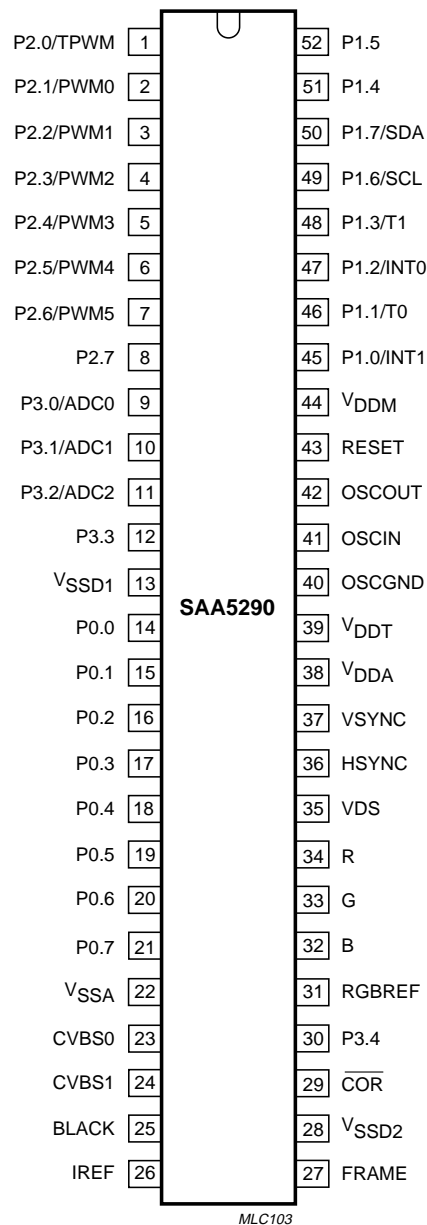 P2.0/TPWM 1 52 P1.5
P2.1/PWM0 2 51 P1.4
P2.2/PWM1 3 50 P1.7/SDA
P2.3/PWM2 4 49 P1.6/SCL
P2.4/PWM3 5 48 P1.3/T1
P2.5/PWM4 6 47 P1.2/INT0
P2.6/PWM5 7 46 P1.1/T0
P2.7 8 45 P1.0/INT1
P3.0/ADC0 9 44 VDDM
P3.1/ADC1 10 43 RESET
P3.2/ADC2 11 42 OSCOUT
P3.3 12 41 OSCIN
VSSD1 13 40 OSCGND
SAA5290
P0.0 14 39 VDDT
P0.1 15 38 VDDA
P0.2 16 37 VSYNC
P0.3 17 36 HSYNC
P0.4 18 35 VDS
P0.5 19 34 R
P0.6 20 33 G
P0.7 21 32 B
VSSA 22 31 RGBREF
CVBS0 23 30 P3.4
CVBS1 24 29 COR
BLACK 25 28 VSSD2
IREF 26 27 FRAME
MLC103